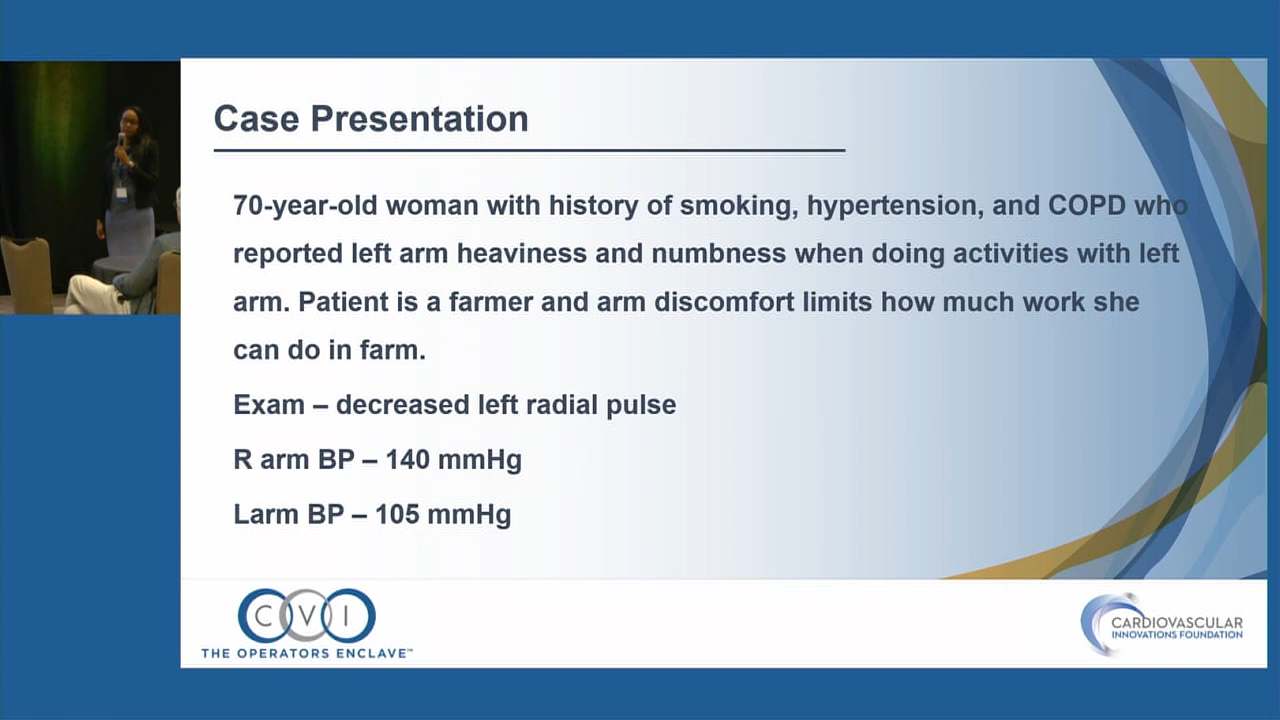 Case Presentation
70-year-old woman with history of smoking, hypertension, and COPD who
reported left arm heaviness and numbness when doing activities with left
arm. Patient is a farmer and arm discomfort limits how much work she
can do in farm.
Exam – decreased left radial pulse
R arm BP – 140 mmHg
Larm BP – 105 mmHg
CVI
THE OPERATORS ENCLAVE™
CARDIOVASCULAR
INNOVATIONS FOUNDATION